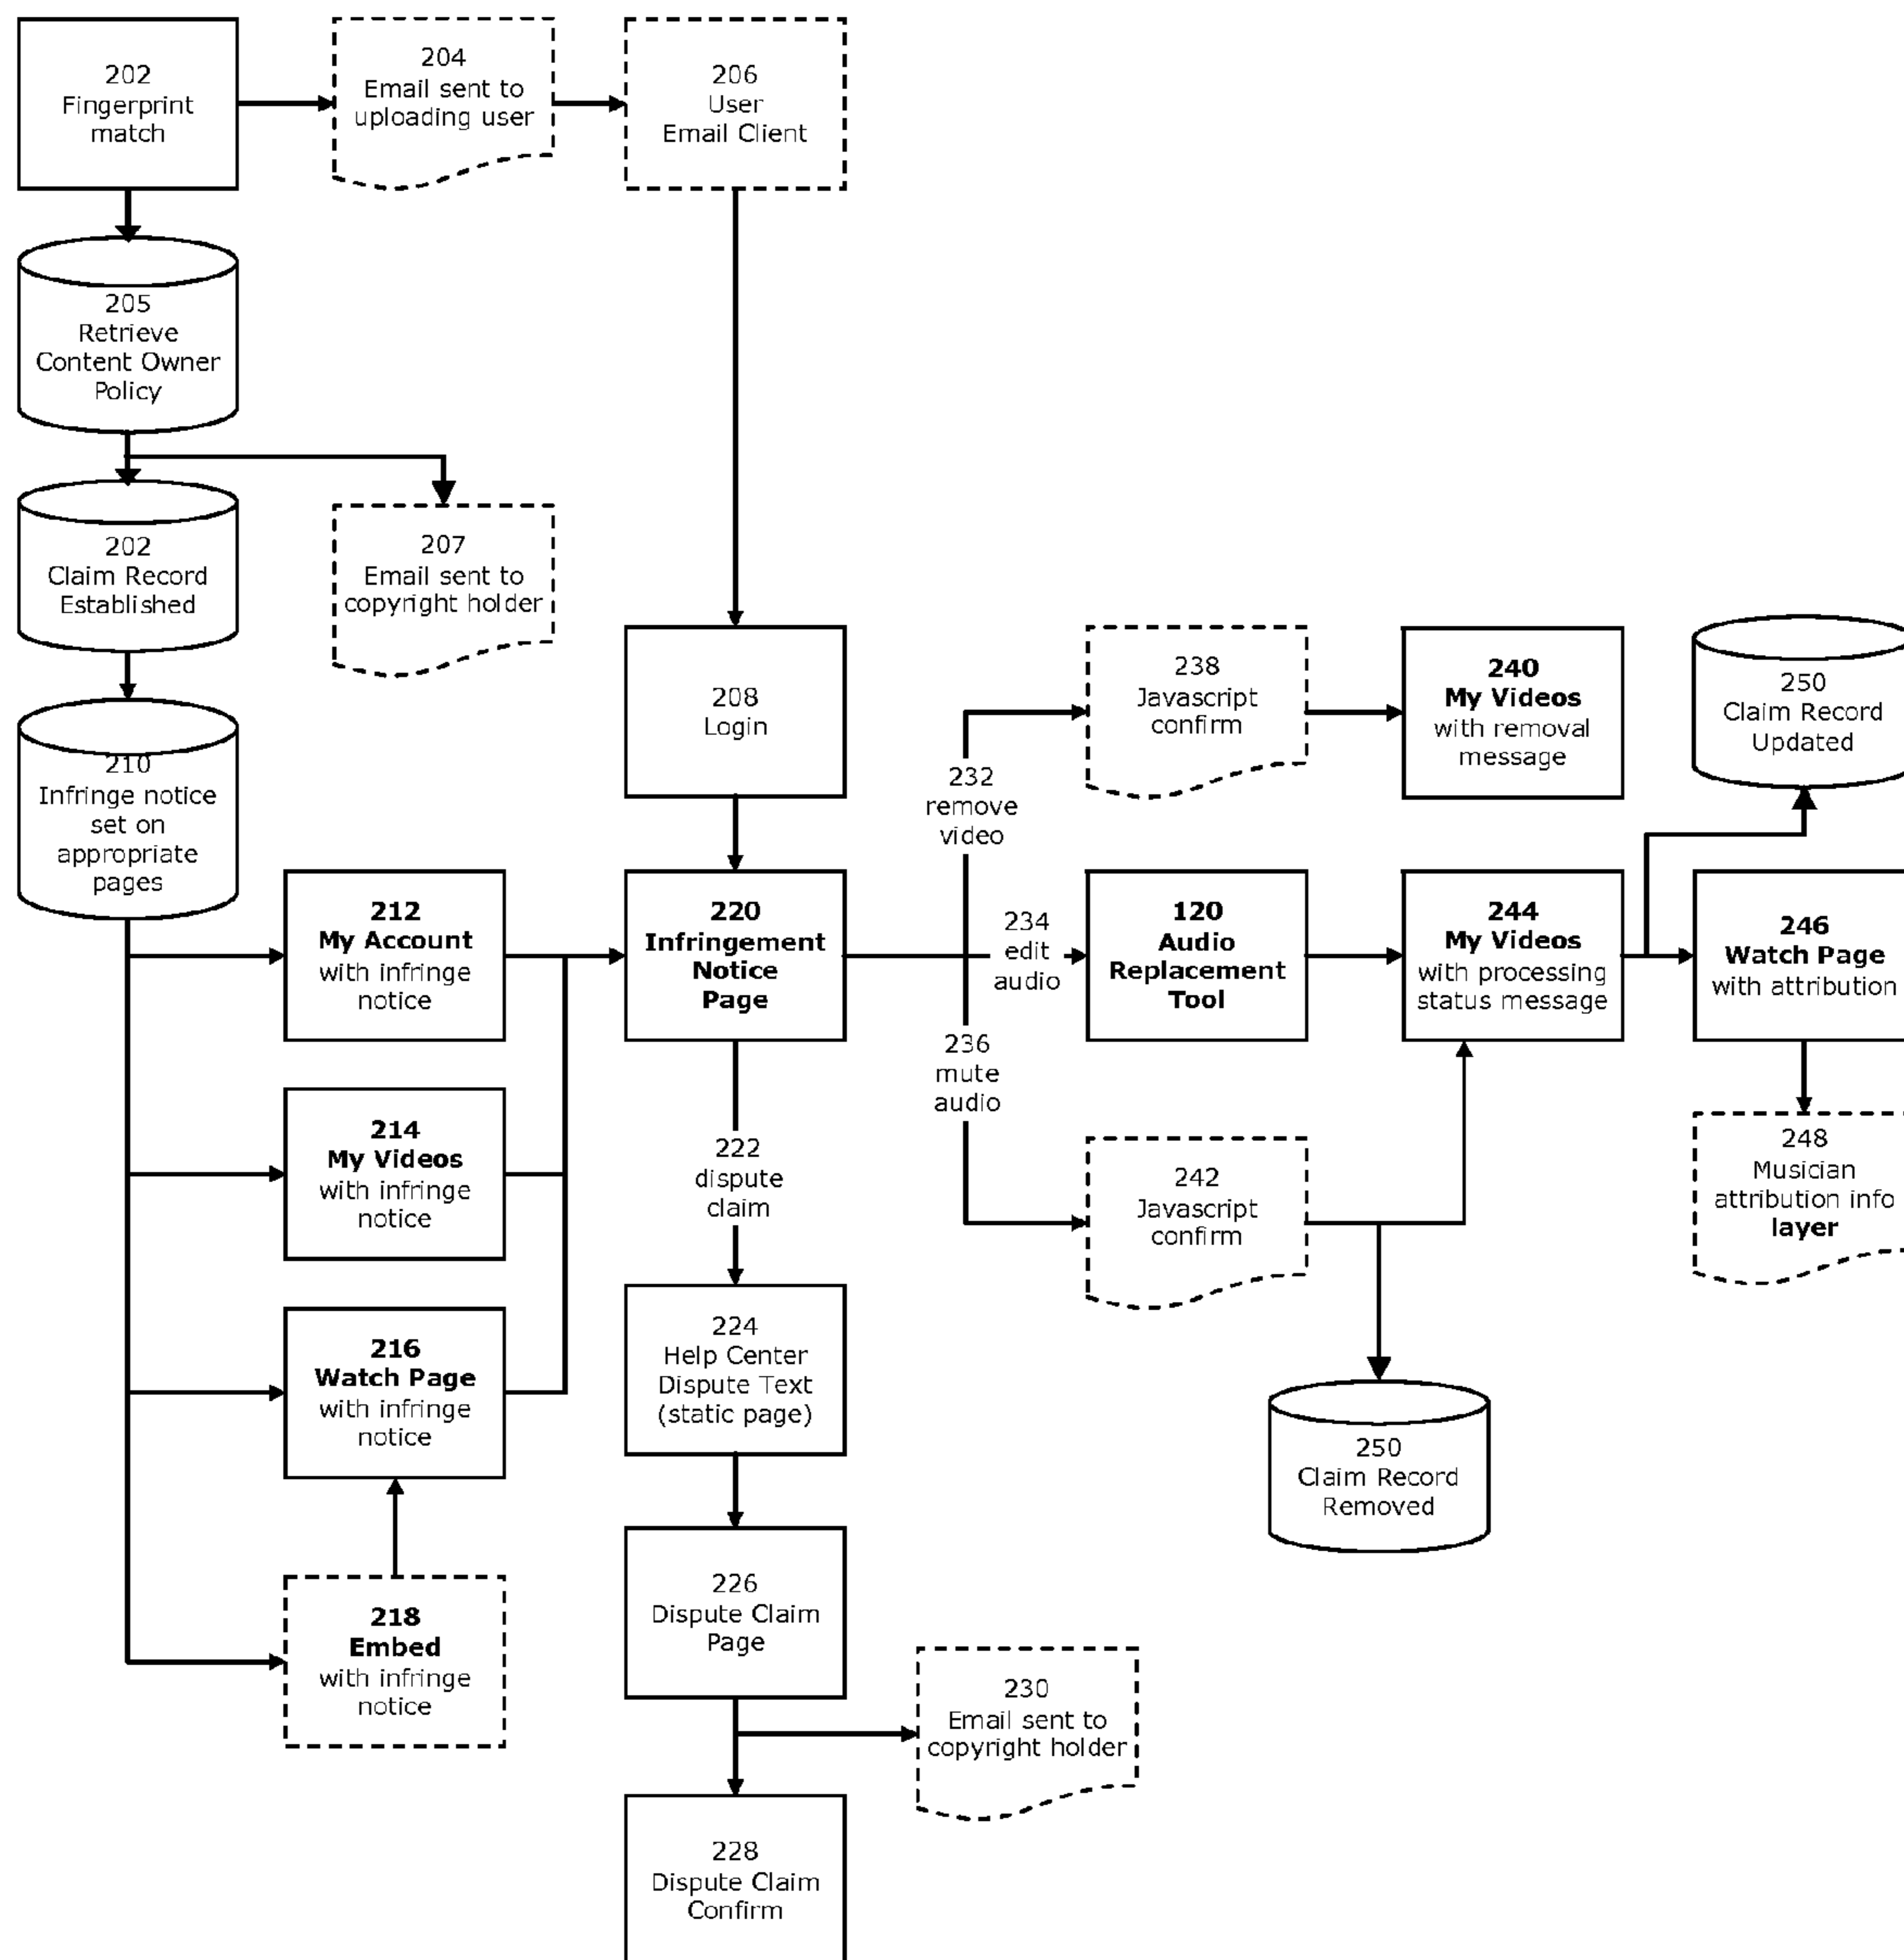 202
Fingerprint
match
204
Email sent to
uploading user
206
User
Email Client
205
Retrieve
Content Owner
Policy
202
Claim Record
Established
207
Email sent to
copyright holder
210
Infringe notice
set on
appropriate
pages
208
Login
238
Javascript
confirm
240
My Videos
with removal
message
250
Claim Record
Updated
232
remove
video
212
My Account
with infringe
notice
220
Infringement
Notice
Page
234
edit
audio
120
Audio
Replacement
Tool
244
My Videos
with processing
status message
246
Watch Page
with attribution
236
mute
audio
214
My Videos
with infringe
notice
222
dispute
claim
242
Javascript
confirm
248
Musician
attribution info
layer
216
Watch Page
with infringe
notice
224
Help Center
Dispute Text
(static page)
250
Claim Record
Removed
218
Embed
with infringe
notice
226
Dispute Claim
Page
230
Email sent to
copyright holder
228
Dispute Claim
Confirm